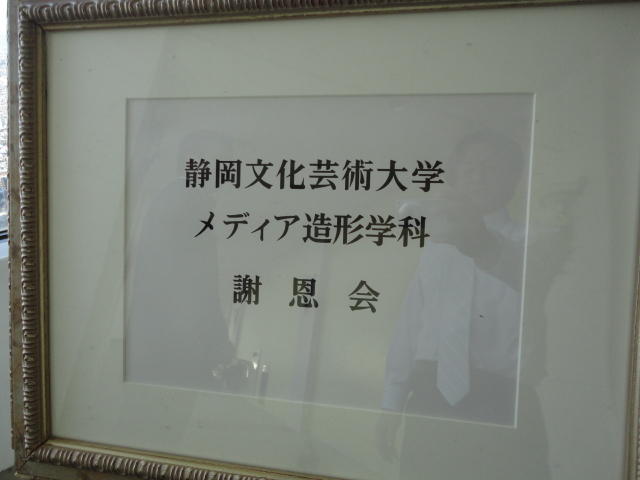 静岡文化芸術大学
メディア造形学科
謝恩会